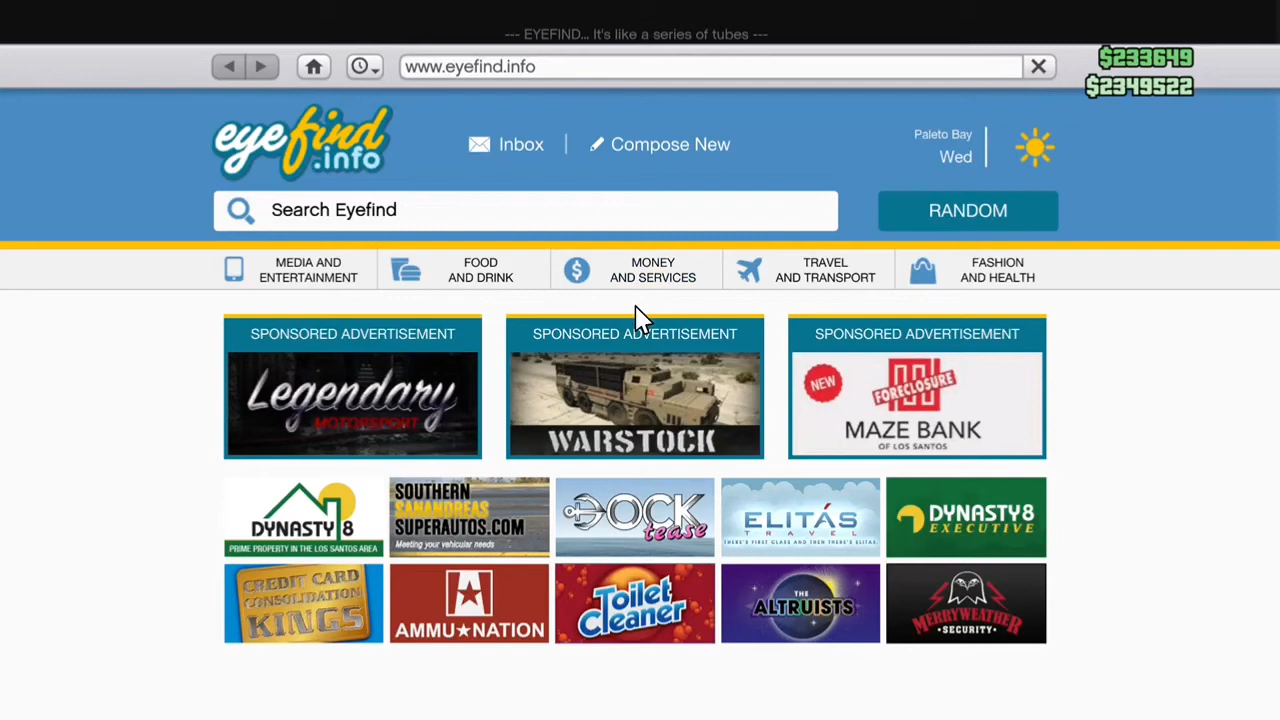 --- EYEFIND... It's like a series of tubes ---
www.eyefind.info
$233649
$2349522
eyefind
.info
Inbox
Compose New
Paleto Bay
Wed
Search Eyefind
RANDOM
MEDIA AND
ENTERTAINMENT
FOOD
AND DRINK
MONEY
AND SERVICES
TRAVEL
AND TRANSPORT
FASHION
AND HEALTH
SPONSORED ADVERTISEMENT
Legendary
MOTORSPORT
SPONSORED ADVERTISEMENT
WARSTOCK
SPONSORED ADVERTISEMENT
NEW
FORECLOSURE
MAZE BANK
OF LOS SANTOS
DYNASTY 8
PRIME PROPERTY IN THE LOS SANTOS AREA
SOUTHERN
SANANDREAS
SUPERAUTOS.COM
Meeting your vehicular needs
DOCK
tease
ELITÁS
TRAVEL
THERE'S FIRST CLASS AND THEN THERE'S ELITÁS.
DYNASTY8
EXECUTIVE
CREDIT CARD
CONSOLIDATION
KINGS
AMMU★NATION
Toilet
Cleaner
THE
ALTRUISTS
MERRYWEATHER
•SECURITY•